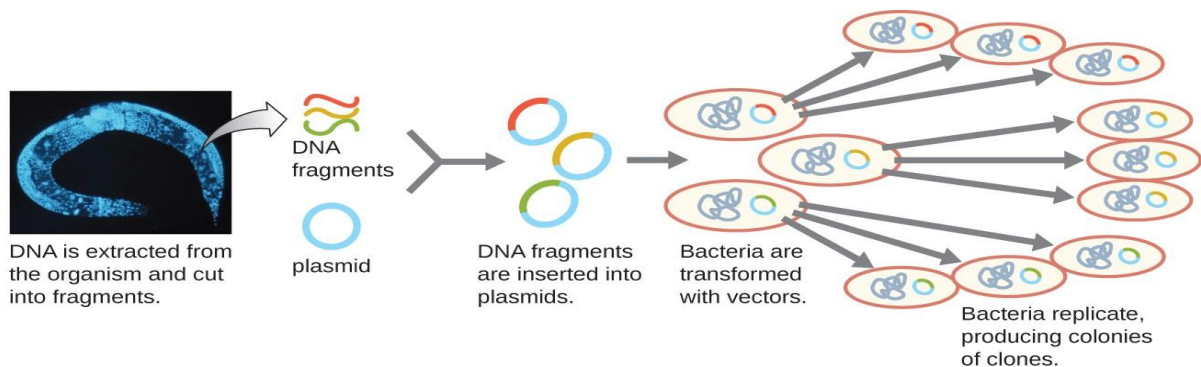 DNA
fragments
plasmid
DNA is extracted from
the organism and cut
into fragments.
DNA fragments
are inserted into
plasmids.
Bacteria are
transformed
with vectors.
Bacteria replicate,
producing colonies
of clones.